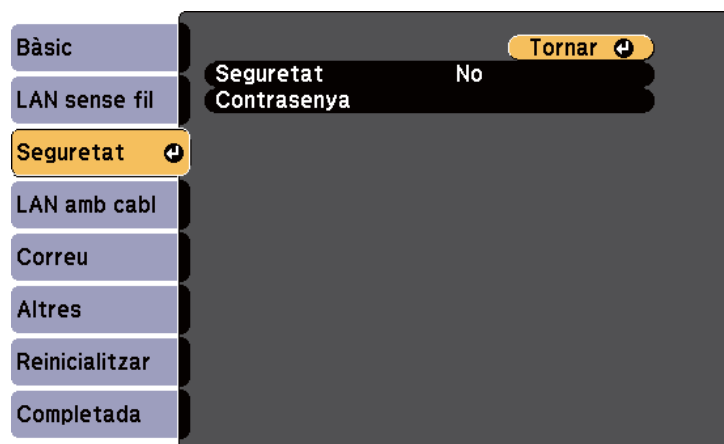 Bàsic
LAN sense fil
Seguretat
LAN amb cabl
Correu
Altres
Reinicialitzar
Completada
Tornar
Seguretat No
Contrasenya